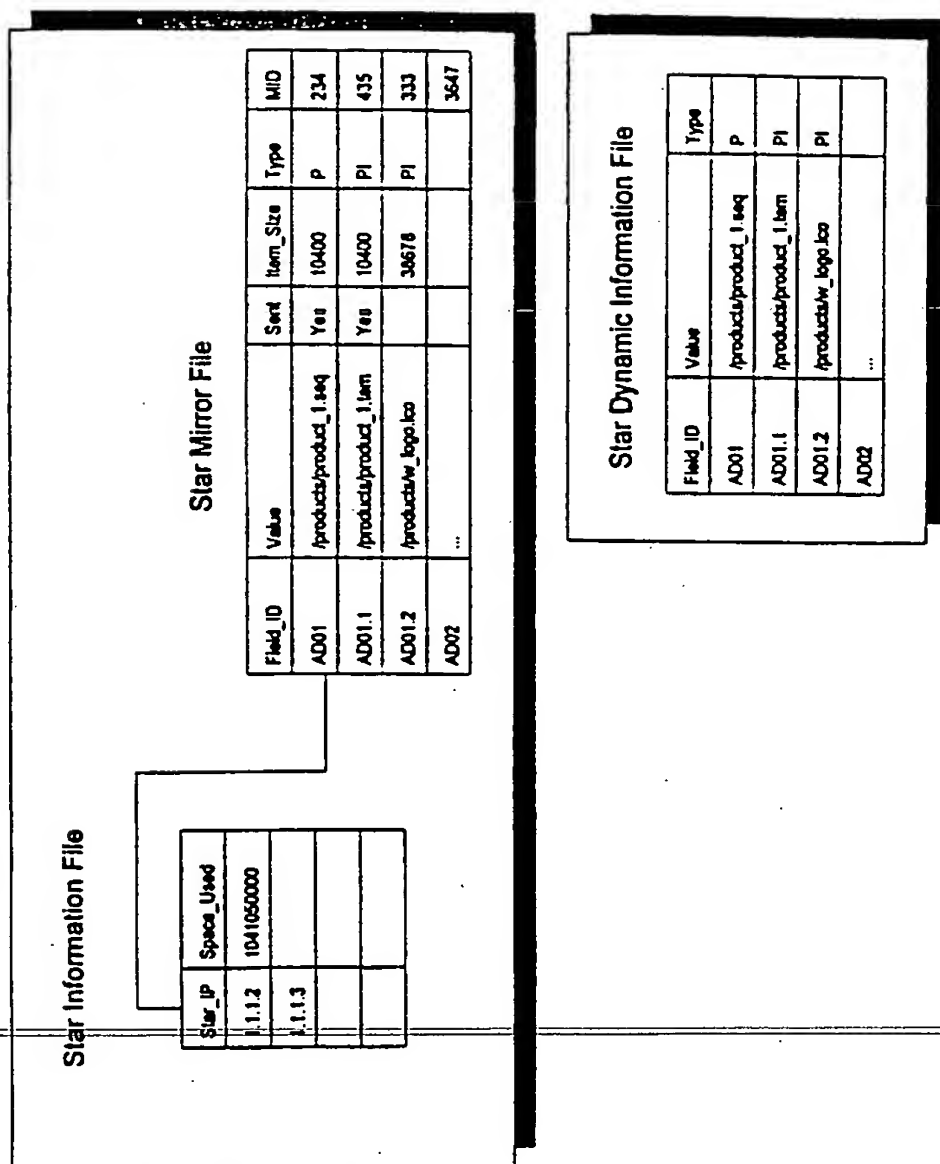 Star Information File
Star_IP Space_Used
1.1.1.2 1041050000
1.1.1.3
Star Mirror File
Field_ID Value Sent Item_Size Type MID
AD01 /products/product_1.seq Yes 10400 P 234
AD01.1 /products/product_1.lam Yes 10400 PI 435
AD01.2 /products/w_logo.ico 38678 PI 333
AD02 ... 3647
Star Dynamic Information File
Field_ID Value Type
AD01 /products/product_1.seq P
AD01.1 /products/product_1.lam PI
AD01.2 /products/w_logo.ico PI
AD02 ...